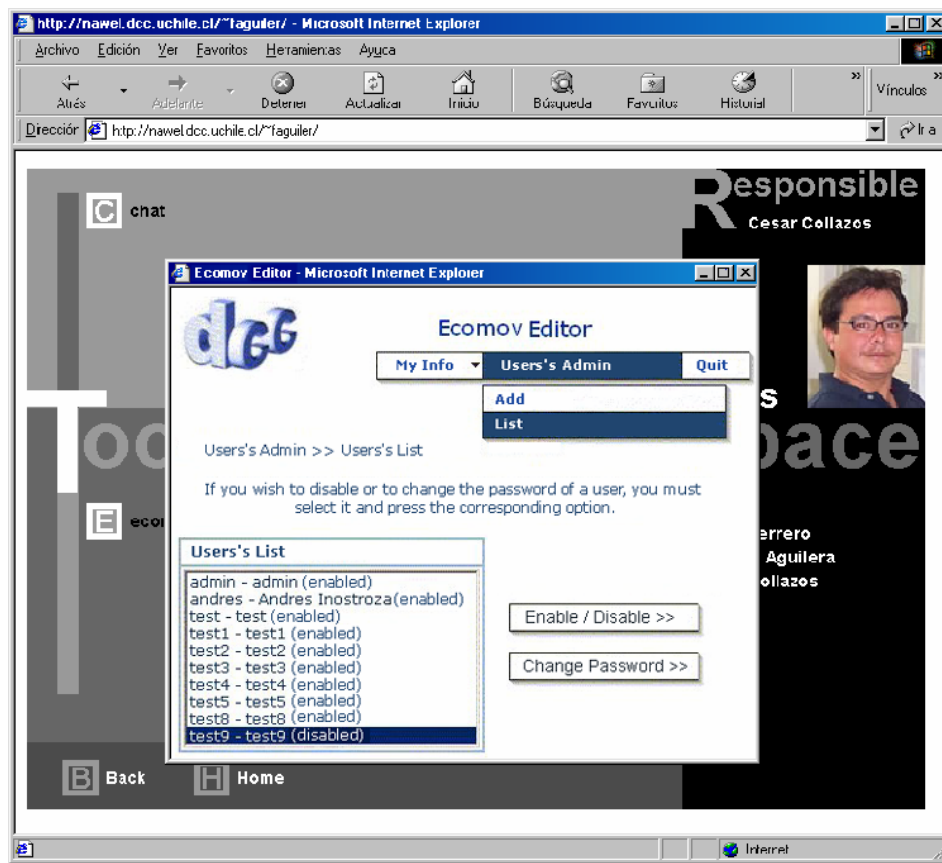 http://nawel.dcc.uchile.cl/~faguiler/ - Microsoft Internet Explorer
Archivo Edición Ver Favoritos Herramientas Ayuda
Atrás Adelante Detener Actualizar Inicio Búsqueda Favoritos Historial » Vínculos »
Dirección http://nawel.dcc.uchile.cl/~faguiler/ Ir a
Responsible
C chat
Cesar Collazos
Ecomov Editor - Microsoft Internet Explorer
dcc
Ecomov Editor
My Info Users's Admin Quit
Add
List
s
Too pace
Users's Admin >> Users's List
If you wish to disable or to change the password of a user, you must
select it and press the corresponding option.
E eco
errero
Aguilera
ollazos
Users's List
admin - admin (enabled)
andres - Andres Inostroza(enabled)
test - test (enabled)
test1 - test1 (enabled)
test2 - test2 (enabled)
test3 - test3 (enabled)
test4 - test4 (enabled)
test5 - test5 (enabled)
test8 - test8 (enabled)
test9 - test9 (disabled)
Enable / Disable >>
Change Password >>
B Back H Home
Internet